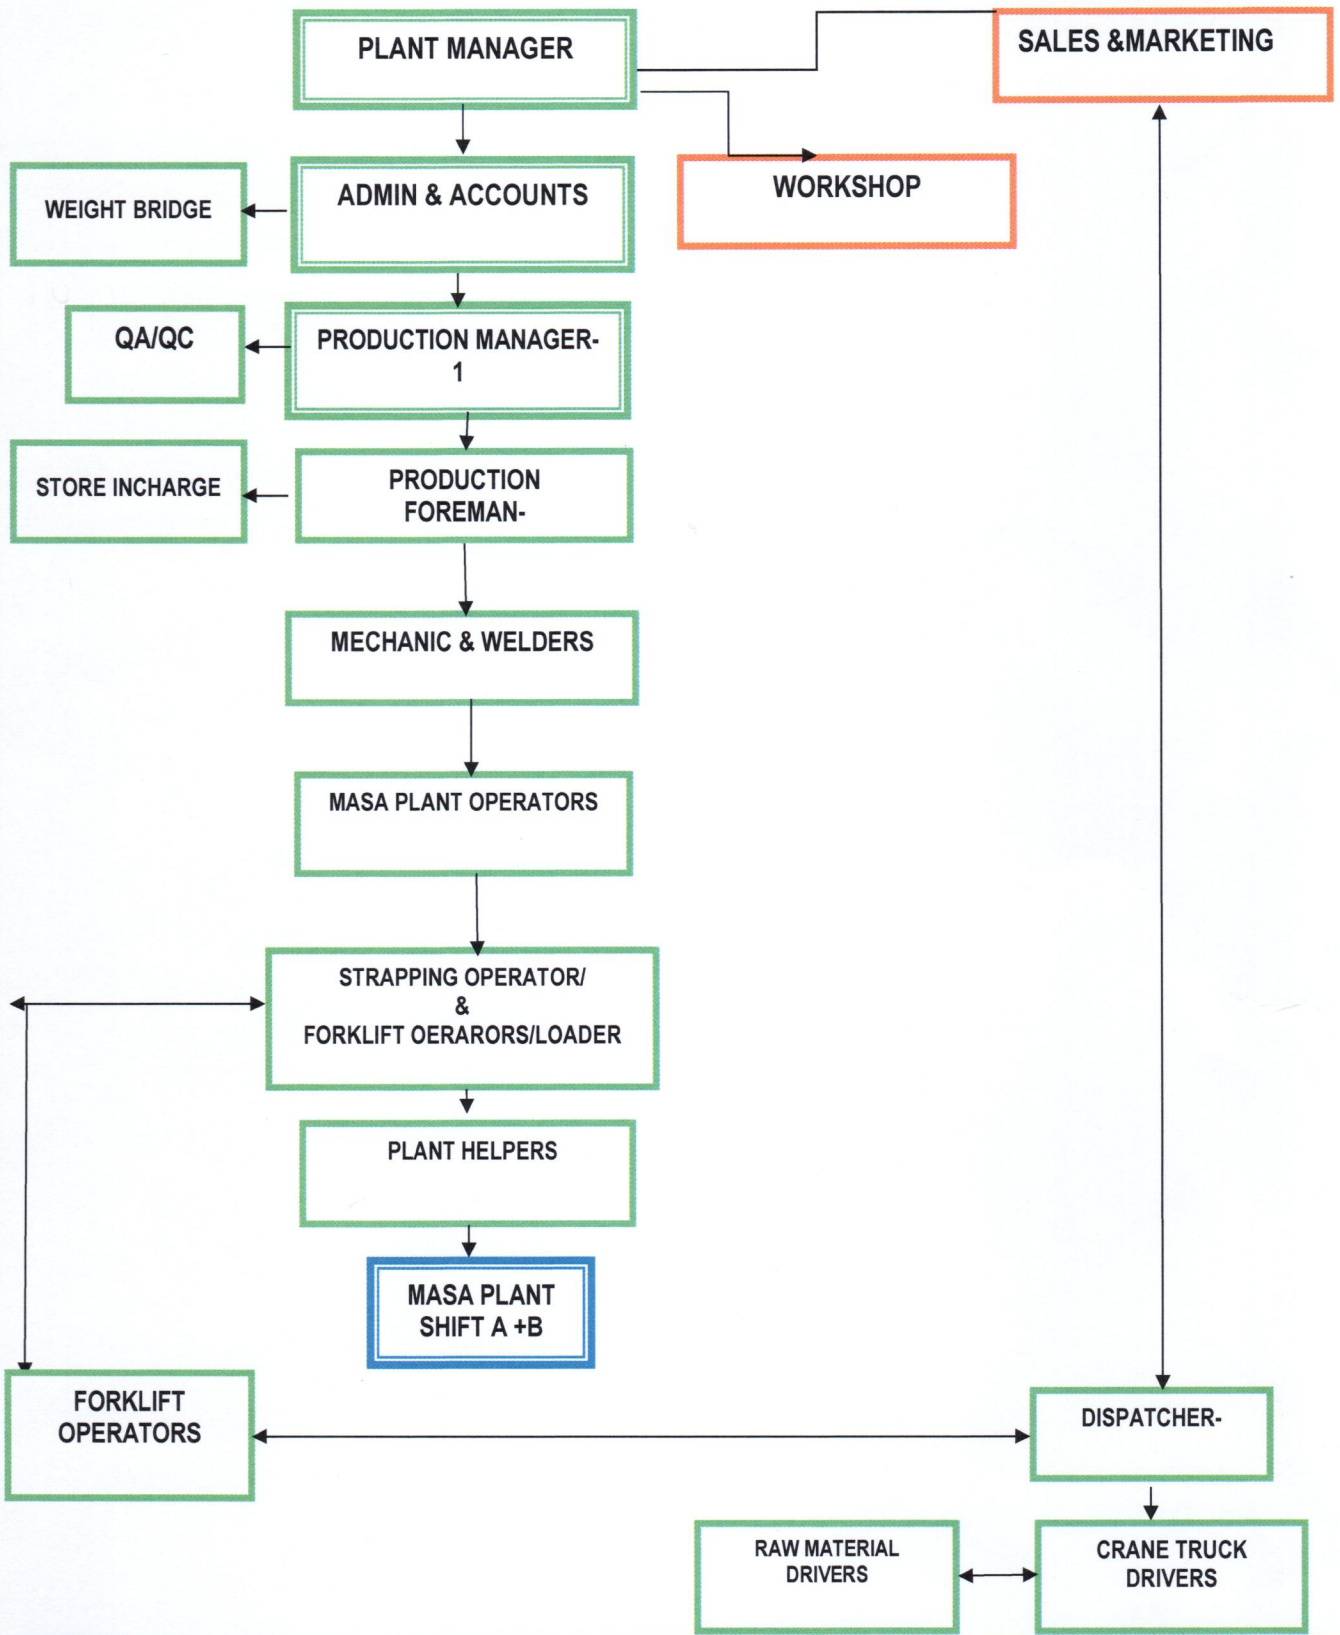 PLANT MANAGER
SALES &MARKETING
WORKSHOP
ADMIN & ACCOUNTS
WEIGHT BRIDGE
QA/QC
PRODUCTION MANAGER-
1
STORE INCHARGE
PRODUCTION
FOREMAN-
MECHANIC & WELDERS
MASA PLANT OPERATORS
STRAPPING OPERATOR/
&
FORKLIFT OERARORS/LOADER
PLANT HELPERS
MASA PLANT
SHIFT A +B
FORKLIFT
OPERATORS
DISPATCHER-
RAW MATERIAL
DRIVERS
CRANE TRUCK
DRIVERS